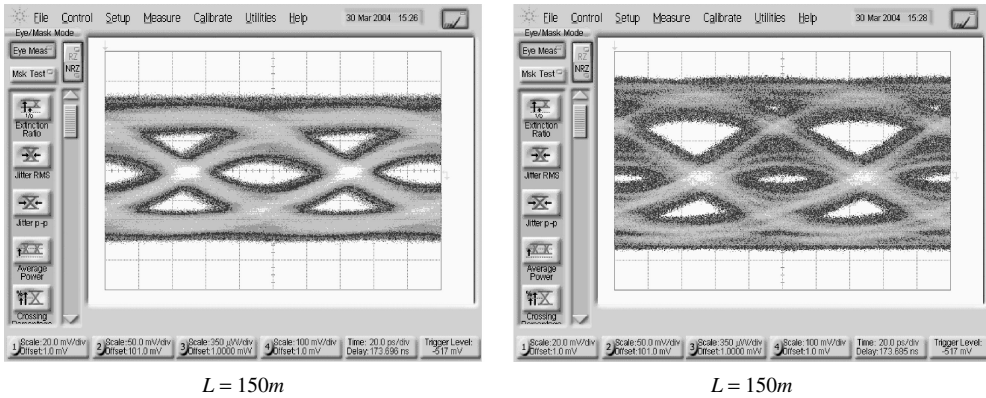 File Control Setup Measure Calibrate Utilities Help 30 Mar 2004 15:26
Eye/Mask Mode
Eye Meas
RZ
NRZ
Msk Test
Extinction
Ratio
Jitter RMS
Jitter p-p
Average
Power
Crossing
Percentage
1 Scale:20.0 mV/div
Offset:1.0 mV
2 Scale:50.0 mV/div
Offset:101.0 mV
3 Scale:350 µW/div
Offset:1.0000 mW
4 Scale:100 mV/div
Offset:1.0 mV
Time: 20.0 ps/div
Delay:173.696 ns
Trigger Level:
-517 mV
L = 150m
File Control Setup Measure Calibrate Utilities Help 30 Mar 2004 15:28
Eye/Mask Mode
Eye Meas
RZ
NRZ
Msk Test
Extinction
Ratio
Jitter RMS
Jitter p-p
Average
Power
Crossing
Percentage
1 Scale:20.0 mV/div
Offset:1.0 mV
2 Scale:50.0 mV/div
Offset:101.0 mV
3 Scale:350 µW/div
Offset:1.0000 mW
4 Scale:100 mV/div
Offset:1.0 mV
Time: 20.0 ps/div
Delay:173.685 ns
Trigger Level:
-517 mV
L = 150m